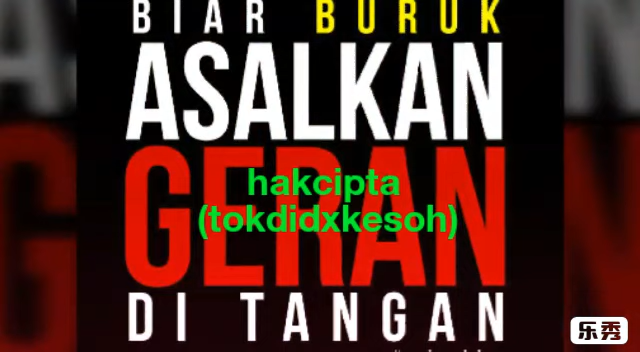 BIAR BURUK
ASALKAN
GERAN
hakcipta
(tokdidxkesoh)
DI TANGAN
乐秀